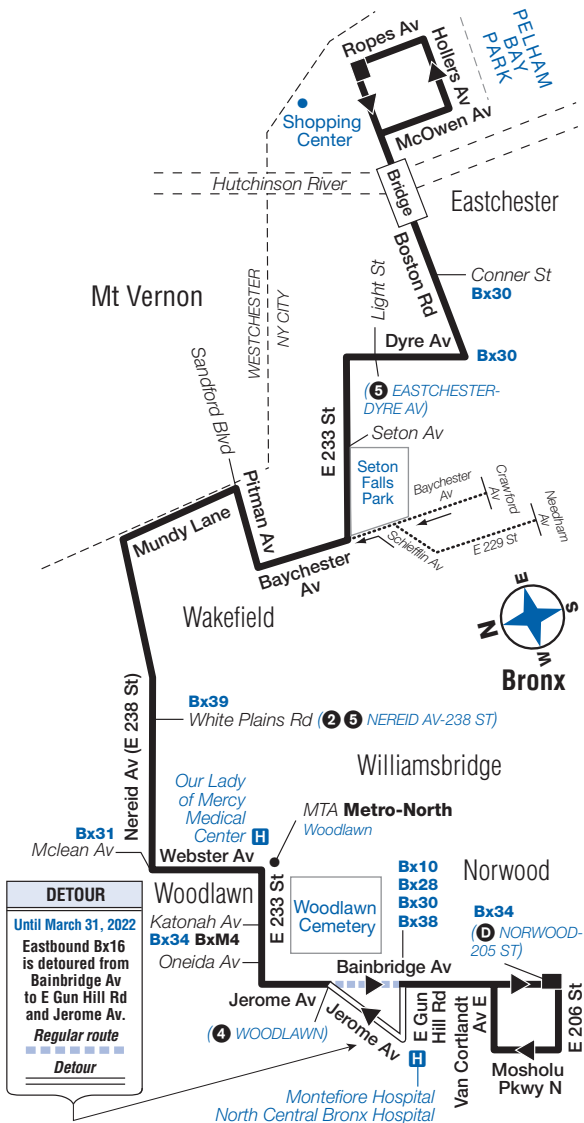 Ropes Av
Hollers Av
PELHAM
BAY
PARK
Shopping
Center
McOwen Av
Hutchinson River
Bridge
Eastchester
Boston Rd
Conner St
Bx30
Mt Vernon
WESTCHESTER
NY CITY
Light St
Dyre Av
Bx30
(5 EASTCHESTER-
DYRE AV)
Sandford Blvd
E 233 St
Seton Av
Seton
Falls
Park
Baychester
Av
Crawford
Av
Needham
Av
Schiefflin Av
E 229 St
Pitman Av
Mundy Lane
Baychester
Av
Wakefield
N
E
S
W
Bronx
Nereid Av (E 238 St)
Bx39
White Plains Rd (2 5 NEREID AV-238 ST)
Williamsbridge
Our Lady
of Mercy
Medical
Center H
MTA Metro-North
Woodlawn
Bx31
Mclean Av
Webster Av
Woodlawn
E 233 St
Woodlawn
Cemetery
Bx10
Bx28
Bx30
Bx38
Norwood
Bx34
(D NORWOOD-
205 ST)
Katonah Av
Bx34 BxM4
Oneida Av
Bainbridge Av
Jerome Av
(4 WOODLAWN)
Jerome Av
E Gun
Hill Rd
Van Cortlandt
Av E
E 206 St
Mosholu
Pkwy N
H
Montefiore Hospital
North Central Bronx Hospital
DETOUR
Until March 31, 2022
Eastbound Bx16
is detoured from
Bainbridge Av
to E Gun Hill Rd
and Jerome Av.
Regular route
Detour